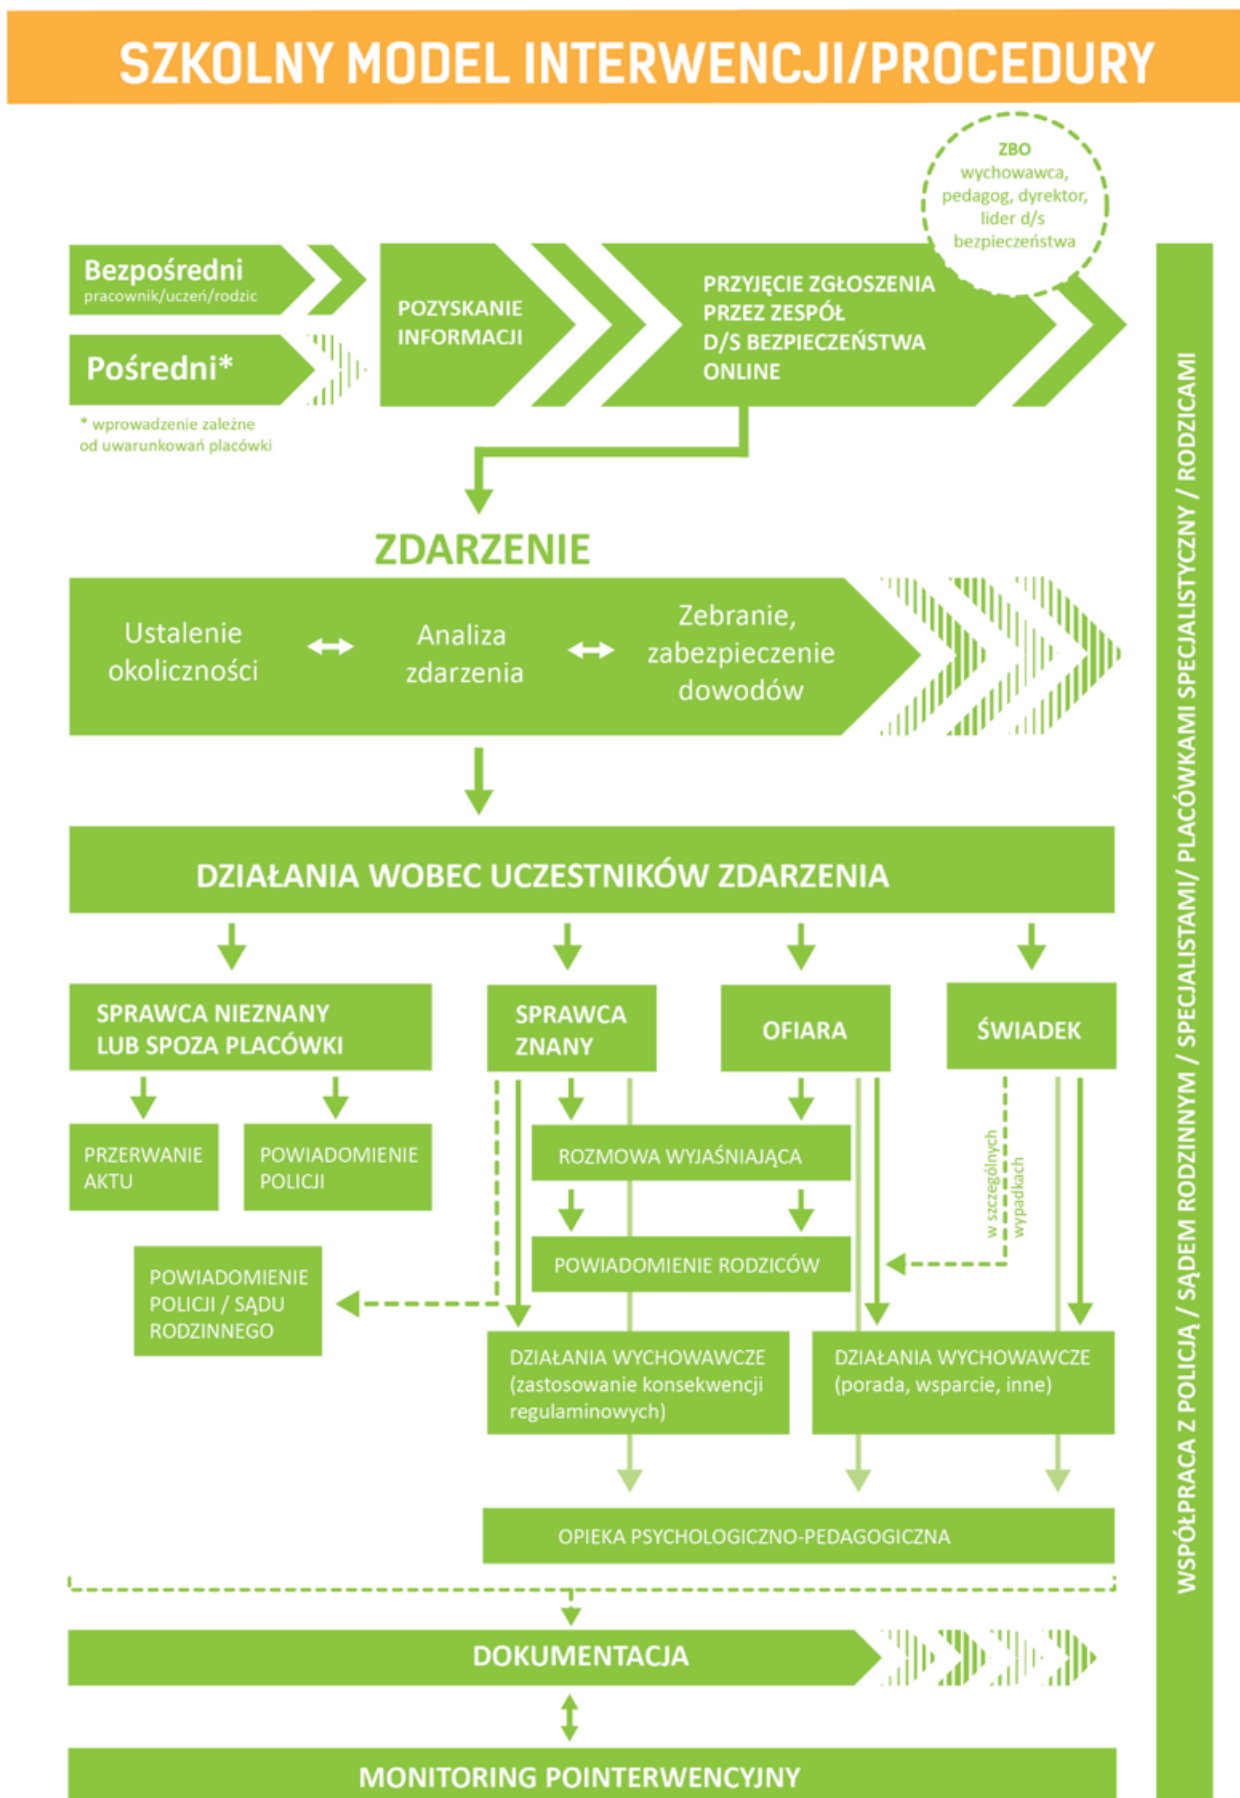 SZKOLNY MODEL INTERWENCJI/PROCEDURY
ZBO
wychowawca,
pedagog, dyrektor,
lider d/s
bezpieczeństwa
Bezpośredni
pracownik/uczeń/rodzic
Pośredni*
* wprowadzenie zależne
od uwarunkowań placówki
POZYSKANIE
INFORMACJI
PRZYJĘCIE ZGŁOSZENIA
PRZEZ ZESPÓŁ
D/S BEZPIECZEŃSTWA
ONLINE
ZDARZENIE
Ustalenie
okoliczności
Analiza
zdarzenia
Zebranie,
zabezpieczenie
dowodów
DZIAŁANIA WOBEC UCZESTNIKÓW ZDARZENIA
SPRAWCA NIEZNANY
LUB SPOZA PLACÓWKI
SPRAWCA
ZNANY
OFIARA
ŚWIADEK
PRZERWANIE
AKTU
POWIADOMIENIE
POLICJI
ROZMOWA WYJAŚNIAJĄCA
w szczególnych
wypadkach
POWIADOMIENIE RODZICÓW
POWIADOMIENIE
POLICJI / SĄDU
RODZINNEGO
DZIAŁANIA WYCHOWAWCZE
(zastosowanie konsekwencji
regulaminowych)
DZIAŁANIA WYCHOWAWCZE
(porada, wsparcie, inne)
OPIEKA PSYCHOLOGICZNO-PEDAGOGICZNA
DOKUMENTACJA
MONITORING POINTERWENCYJNY
WSPÓŁPRACA Z POLICJĄ / SĄDEM RODZINNYM / SPECJALISTAMI/ PLACÓWKAMI SPECJALISTYCZNY / RODZICAMI